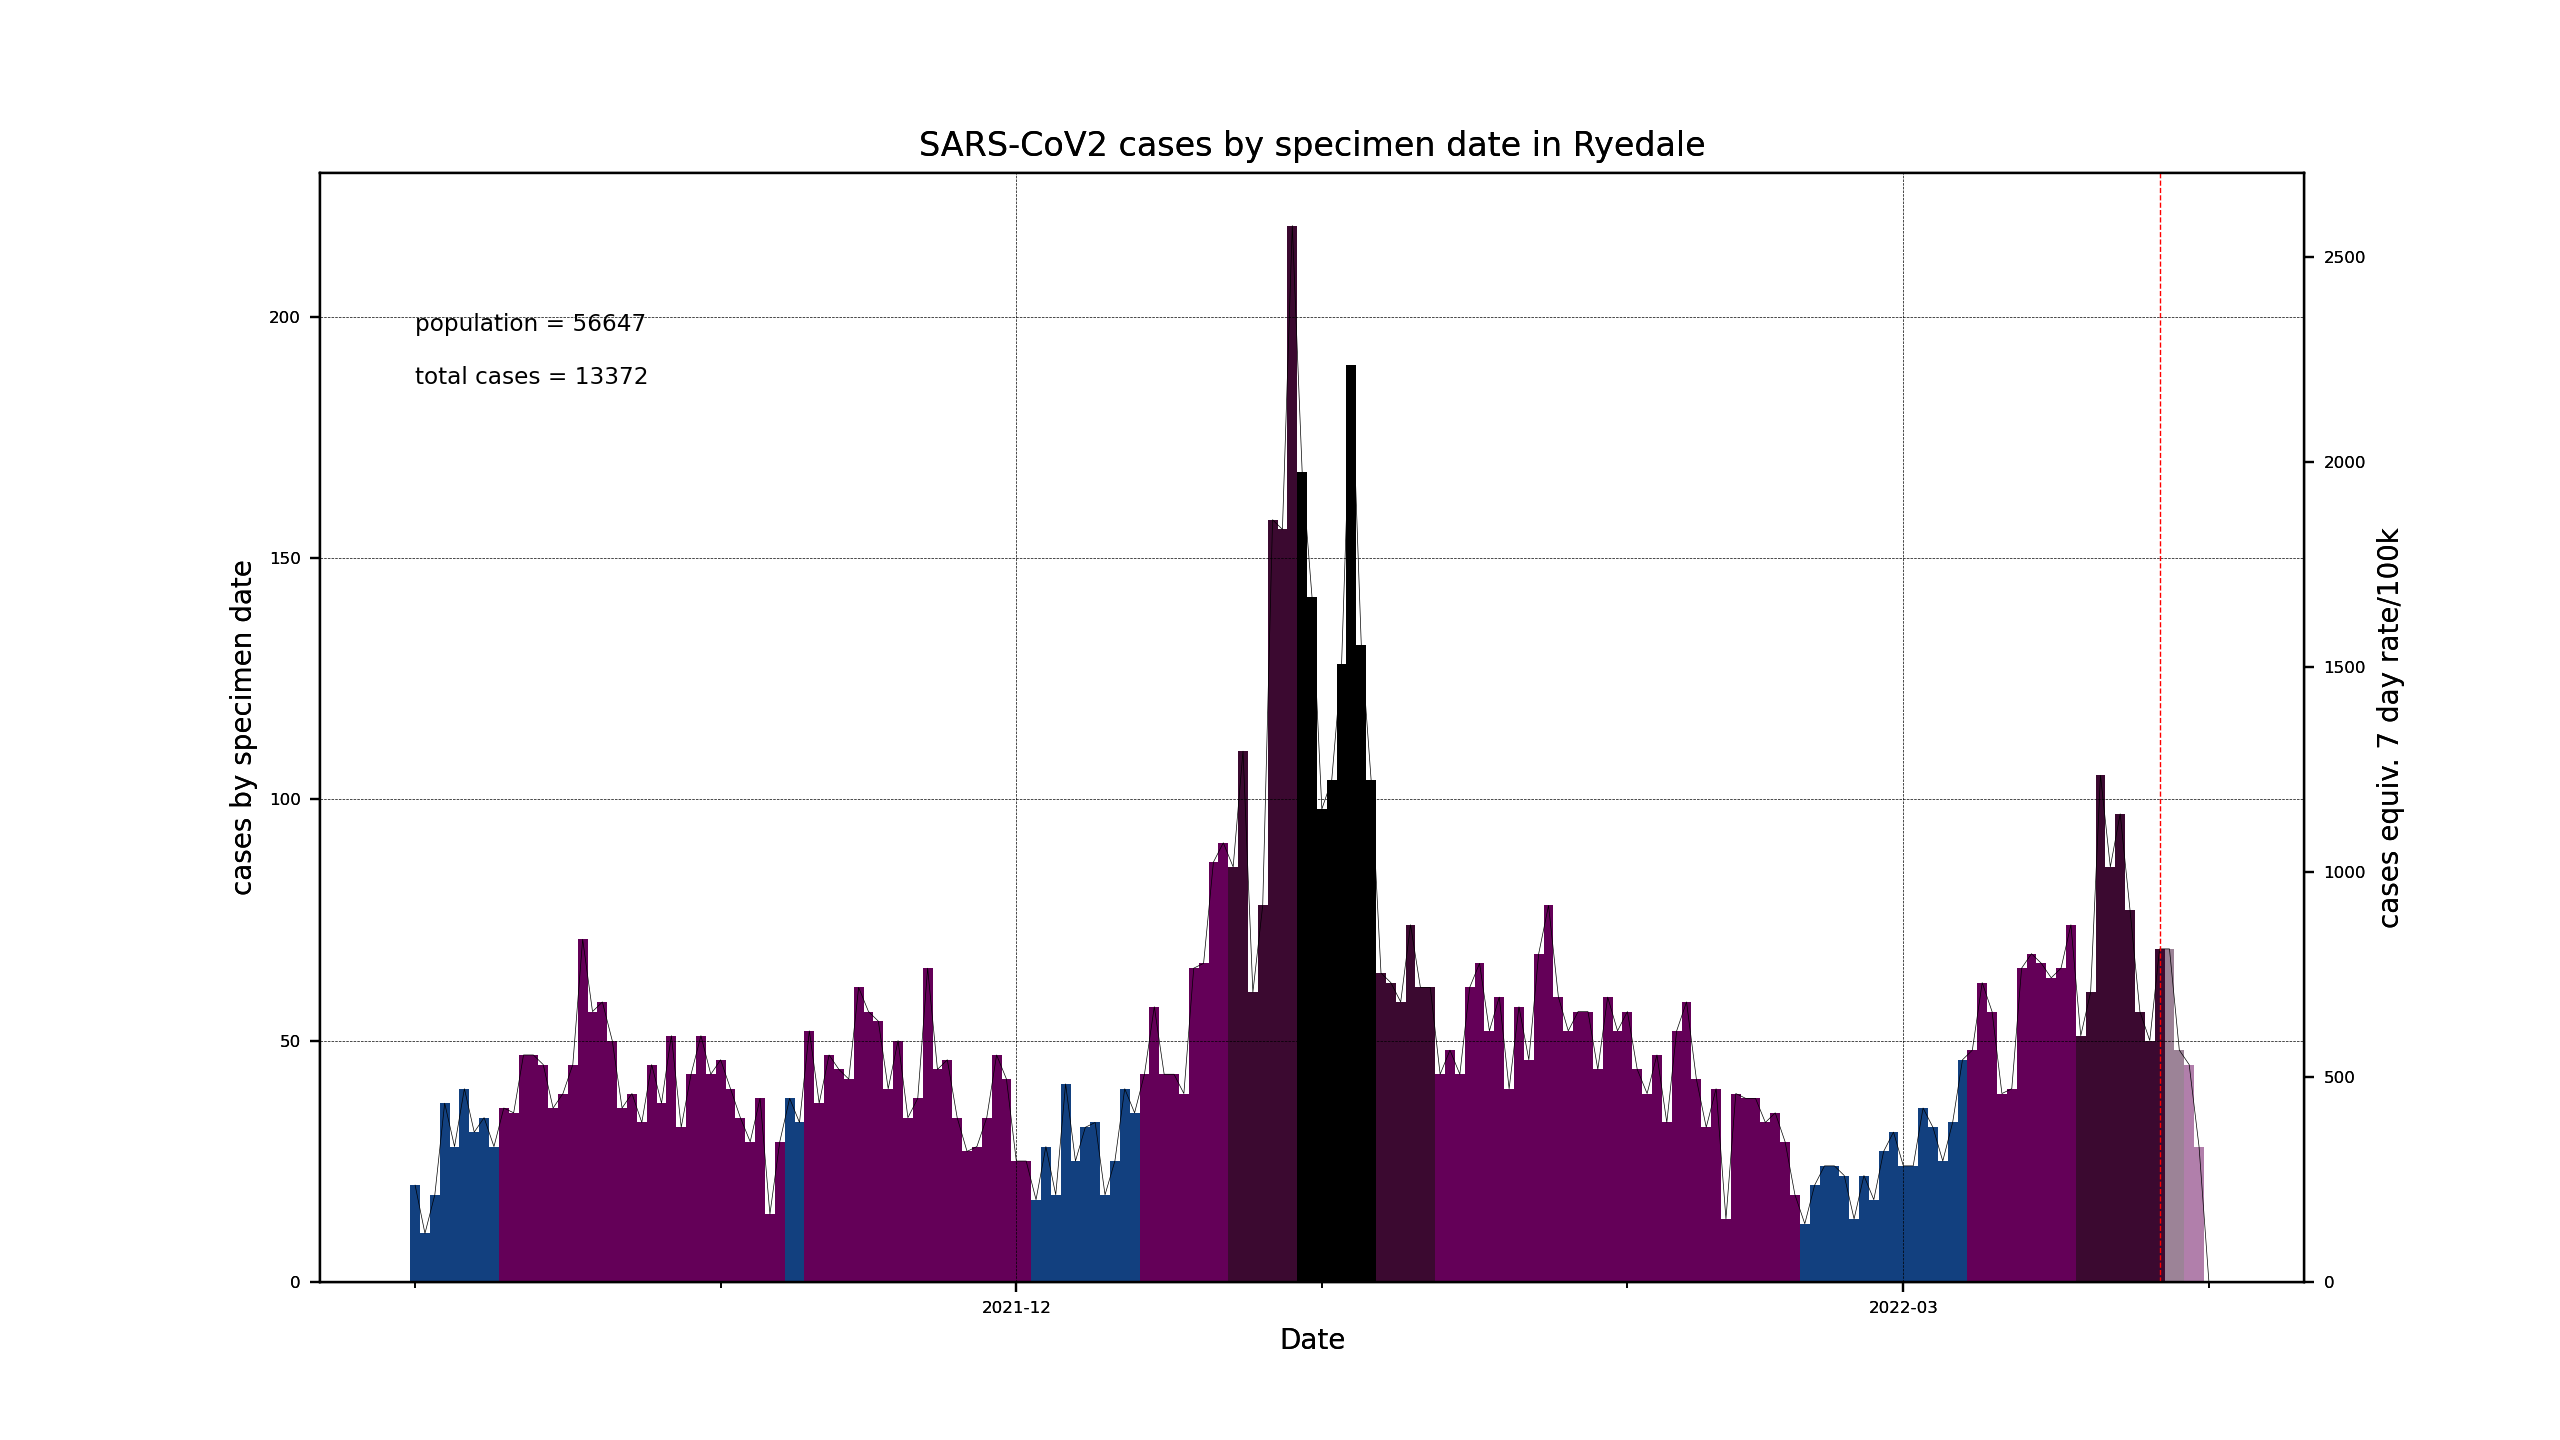 SARS-CoV2 cases by specimen date in Ryedale
population = 56647
total cases = 13372
cases by specimen date
200
150
100
50
0
2500
2000
1500
1000
500
0
cases equiv. 7 day rate/100k
2021-12
2022-03
Date